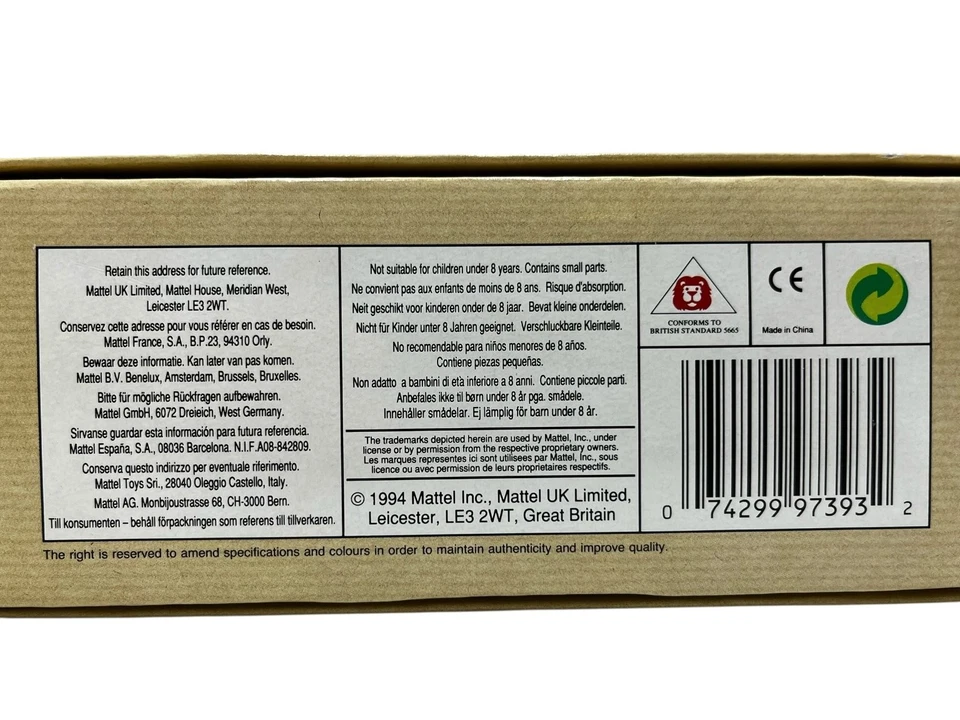 Retain this address for future reference.
Mattel UK Limited, Mattel House, Meridian West,
Leicester LE3 2WT.
Conservez cette adresse pour vous référer en cas de besoin.
Mattel France, S.A., B.P.23, 94310 Orly.
Bewaar deze informatie. Kan later van pas komen.
Mattel B.V. Benelux, Amsterdam, Brussels, Bruxelles.
Bitte für mögliche Rückfragen aufbewahren.
Mattel GmbH, 6072 Dreieich, West Germany.
Sirvanse guardar esta información para futura referencia.
Mattel España, S.A., 08036 Barcelona. N.I.F.A08-842809.
Conserva questo indirizzo per eventuale riferimento.
Mattel Toys Sri., 28040 Oleggio Castello, Italy.
Mattel AG. Monbijoustrasse 68, CH-3000 Bern.
Till konsumenten – behåll förpackningen som referens till tillverkaren.
Not suitable for children under 8 years. Contains small parts.
Ne convient pas aux enfants de moins de 8 ans. Risque d'absorption.
Neit geschikt voor kinderen onder de 8 jaar. Bevat kleine onderdelen.
Nicht für Kinder unter 8 Jahren geeignet. Verschluckbare Kleinteile.
No recomendable para niños menores de 8 años.
Contiene piezas pequeñas.
Non adatto a bambini di età inferiore a 8 anni. Contiene piccole parti.
Anbefales ikke til børn under 8 år pga. smådele.
Innehåller smådelar. Ej lämplig för barn under 8 år.
The trademarks depicted herein are used by Mattel, Inc., under
license or by permission from the respective proprietary owners.
Les marques representes ici sont utilisees par Mattel, Inc., sous
licence ou avec permission de leurs proprietaires respectifs.
© 1994 Mattel Inc., Mattel UK Limited,
Leicester, LE3 2WT, Great Britain
CONFORMS TO
BRITISH STANDARD 5665
CE
Made in China
0 74299 97393 2
The right is reserved to amend specifications and colours in order to maintain authenticity and improve quality.